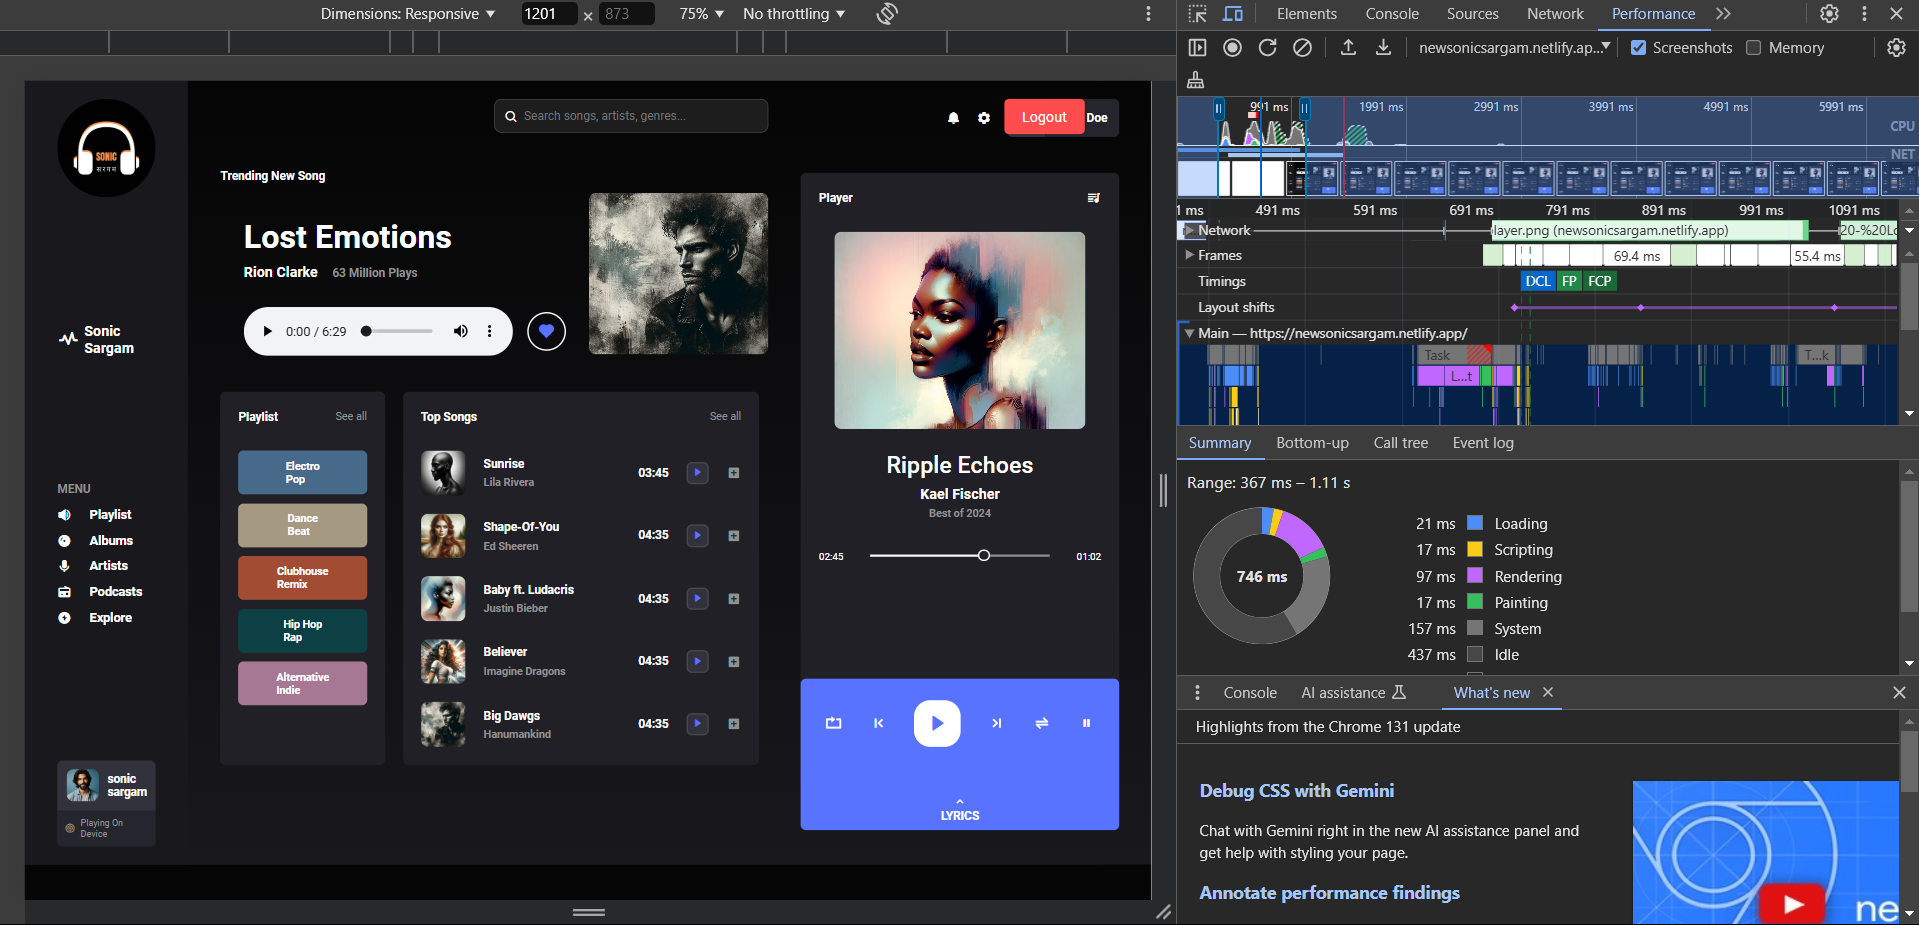 Dimensions: Responsive
1201
×
873
75%
No throttling
SONIC
सरगम
Search songs, artists, genres...
Logout
Doe
Trending New Song
Lost Emotions
Rion Clarke
63 Million Plays
0:00 / 6:29
Sonic
Sargam
MENU
Playlist
Albums
Artists
Podcasts
Explore
sonic
sargam
Playing On
Device
Playlist
See all
Electro
Pop
Dance
Beat
Clubhouse
Remix
Hip Hop
Rap
Alternative
Indie
Top Songs
See all
Sunrise
Lila Rivera
03:45
Shape-Of-You
Ed Sheeren
04:35
Baby ft. Ludacris
Justin Bieber
04:35
Believer
Imagine Dragons
04:35
Big Dawgs
Hanumankind
04:35
Player
Ripple Echoes
Kael Fischer
Best of 2024
02:45
01:02
LYRICS
Elements
Console
Sources
Network
Performance
newsonicsargam.netlify.ap...
Screenshots
Memory
991 ms
1991 ms
2991 ms
3991 ms
4991 ms
5991 ms
CPU
NET
1 ms
491 ms
591 ms
691 ms
791 ms
891 ms
991 ms
1091 ms
Network
layer.png (newsonicsargam.netlify.app)
20-%20Lo
Frames
69.4 ms
55.4 ms
Timings
DCL
FP
FCP
Layout shifts
Main — https://newsonicsargam.netlify.app/
Task
T...k
L...t
Summary
Bottom-up
Call tree
Event log
Range: 367 ms – 1.11 s
746 ms
21 ms
Loading
17 ms
Scripting
97 ms
Rendering
17 ms
Painting
157 ms
System
437 ms
Idle
Console
AI assistance
What's new
Highlights from the Chrome 131 update
Debug CSS with Gemini
Chat with Gemini right in the new AI assistance panel and
get help with styling your page.
Annotate performance findings
ne